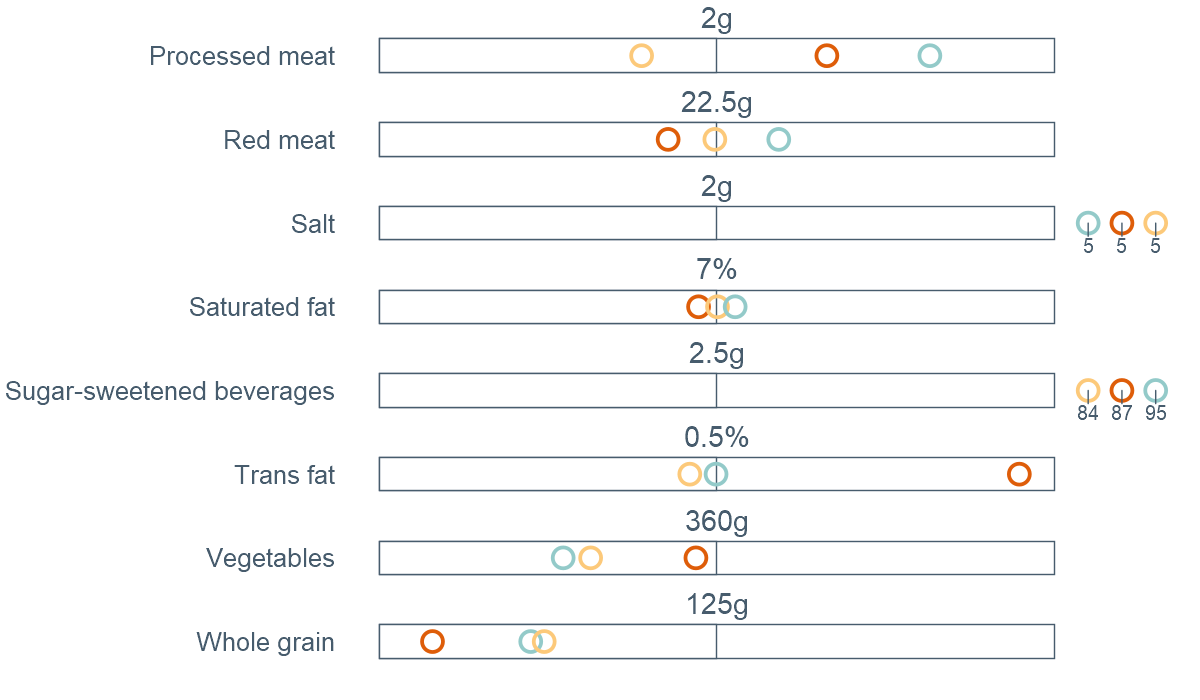 2g
Processed meat
22.5g
Red meat
2g
Salt
5 5 5
7%
Saturated fat
2.5g
Sugar-sweetened beverages
84 87 95
0.5%
Trans fat
360g
Vegetables
125g
Whole grain